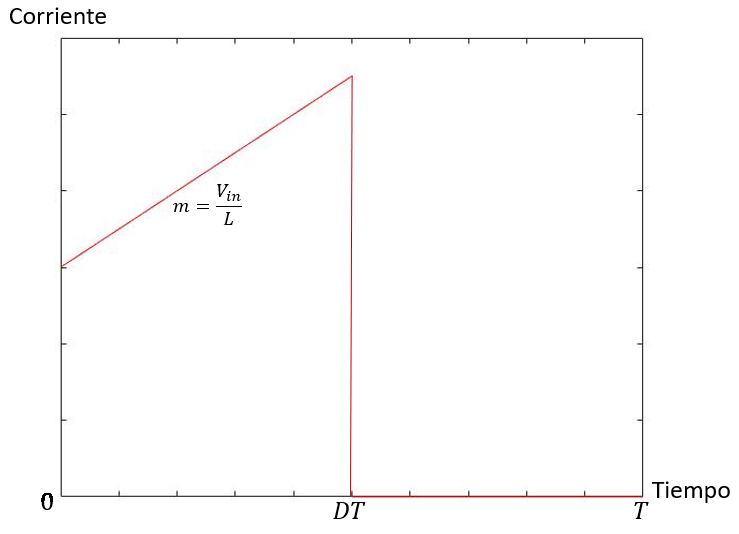 Corriente
m = V_in / L
0
DT
T
Tiempo